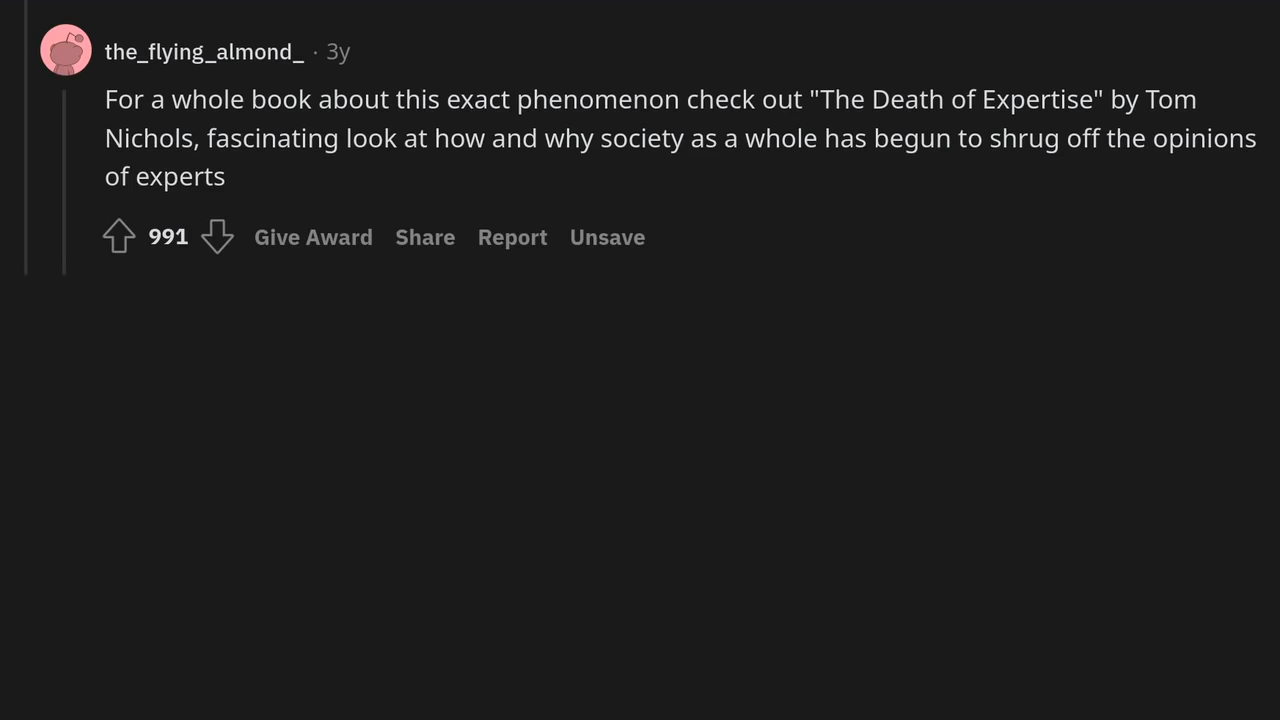 the_flying_almond_ · 3y
For a whole book about this exact phenomenon check out "The Death of Expertise" by Tom
Nichols, fascinating look at how and why society as a whole has begun to shrug off the opinions
of experts
991 Give Award Share Report Unsave